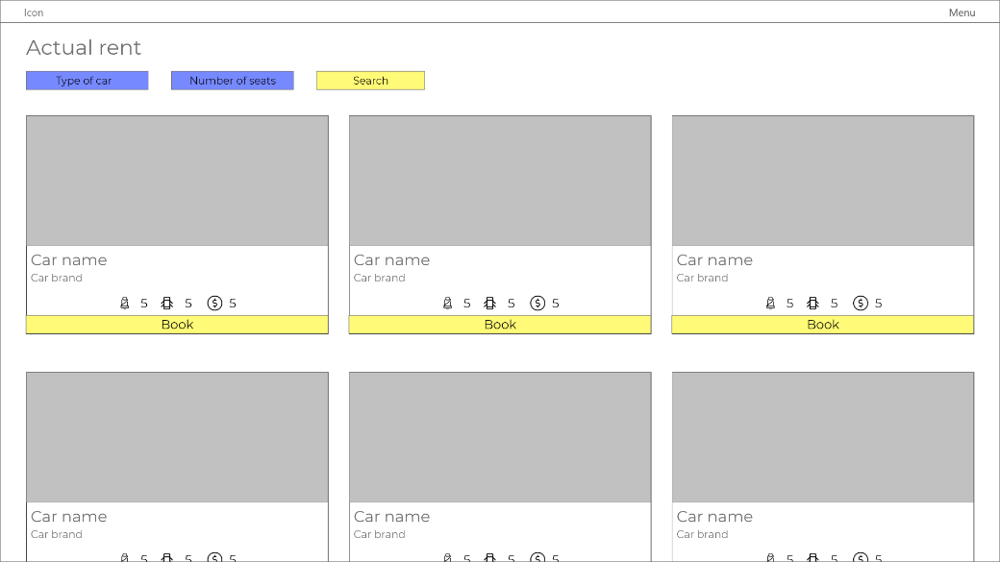 Icon Menu
Actual rent
Type of car Number of seats Search
Car name Car name Car name
Car brand Car brand Car brand
5 5 5 5 5 5 5 5 5
Book Book Book
Car name Car name Car name
Car brand Car brand Car brand
5 5 5 5 5 5 5 5 5